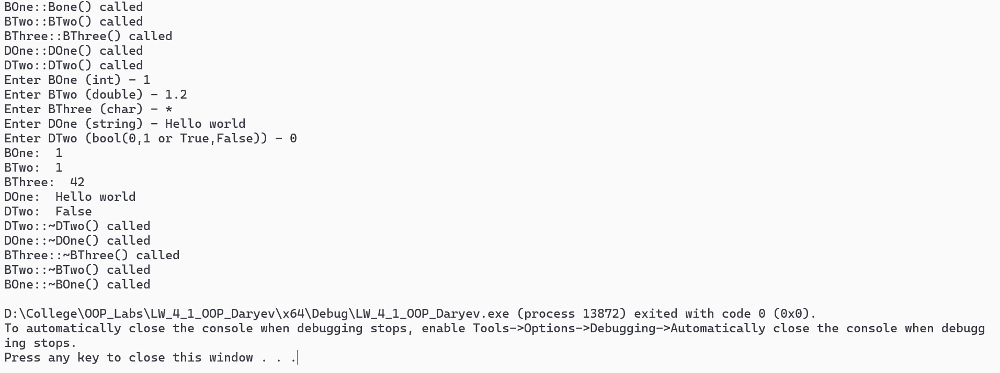 BOne::Bone() called
BTwo::BTwo() called
BThree::BThree() called
DOne::DOne() called
DTwo::DTwo() called
Enter BOne (int) - 1
Enter BTwo (double) - 1.2
Enter BThree (char) - *
Enter DOne (string) - Hello world
Enter DTwo (bool(0,1 or True,False)) - 0
BOne:  1
BTwo:  1
BThree:  42
DOne:  Hello world
DTwo:  False
DTwo::~DTwo() called
DOne::~DOne() called
BThree::~BThree() called
BTwo::~BTwo() called
BOne::~BOne() called

D:\College\OOP_Labs\LW_4_1_OOP_Daryev\x64\Debug\LW_4_1_OOP_Daryev.exe (process 13872) exited with code 0 (0x0).
To automatically close the console when debugging stops, enable Tools->Options->Debugging->Automatically close the console when debugg
ing stops.
Press any key to close this window . . .